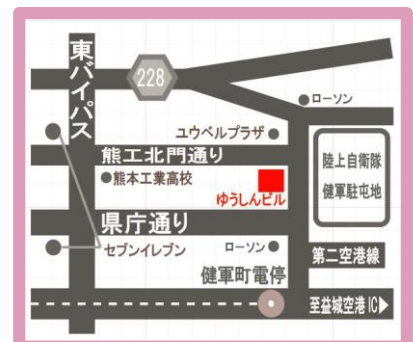 東バイパス
228
ローソン
ユウベルプラザ
熊工北門通り
熊本工業高校
ゆうしんビル
陸上自衛隊
健軍駐屯地
県庁通り
セブンイレブン
ローソン
第二空港線
健軍町電停
至益城空港IC▶